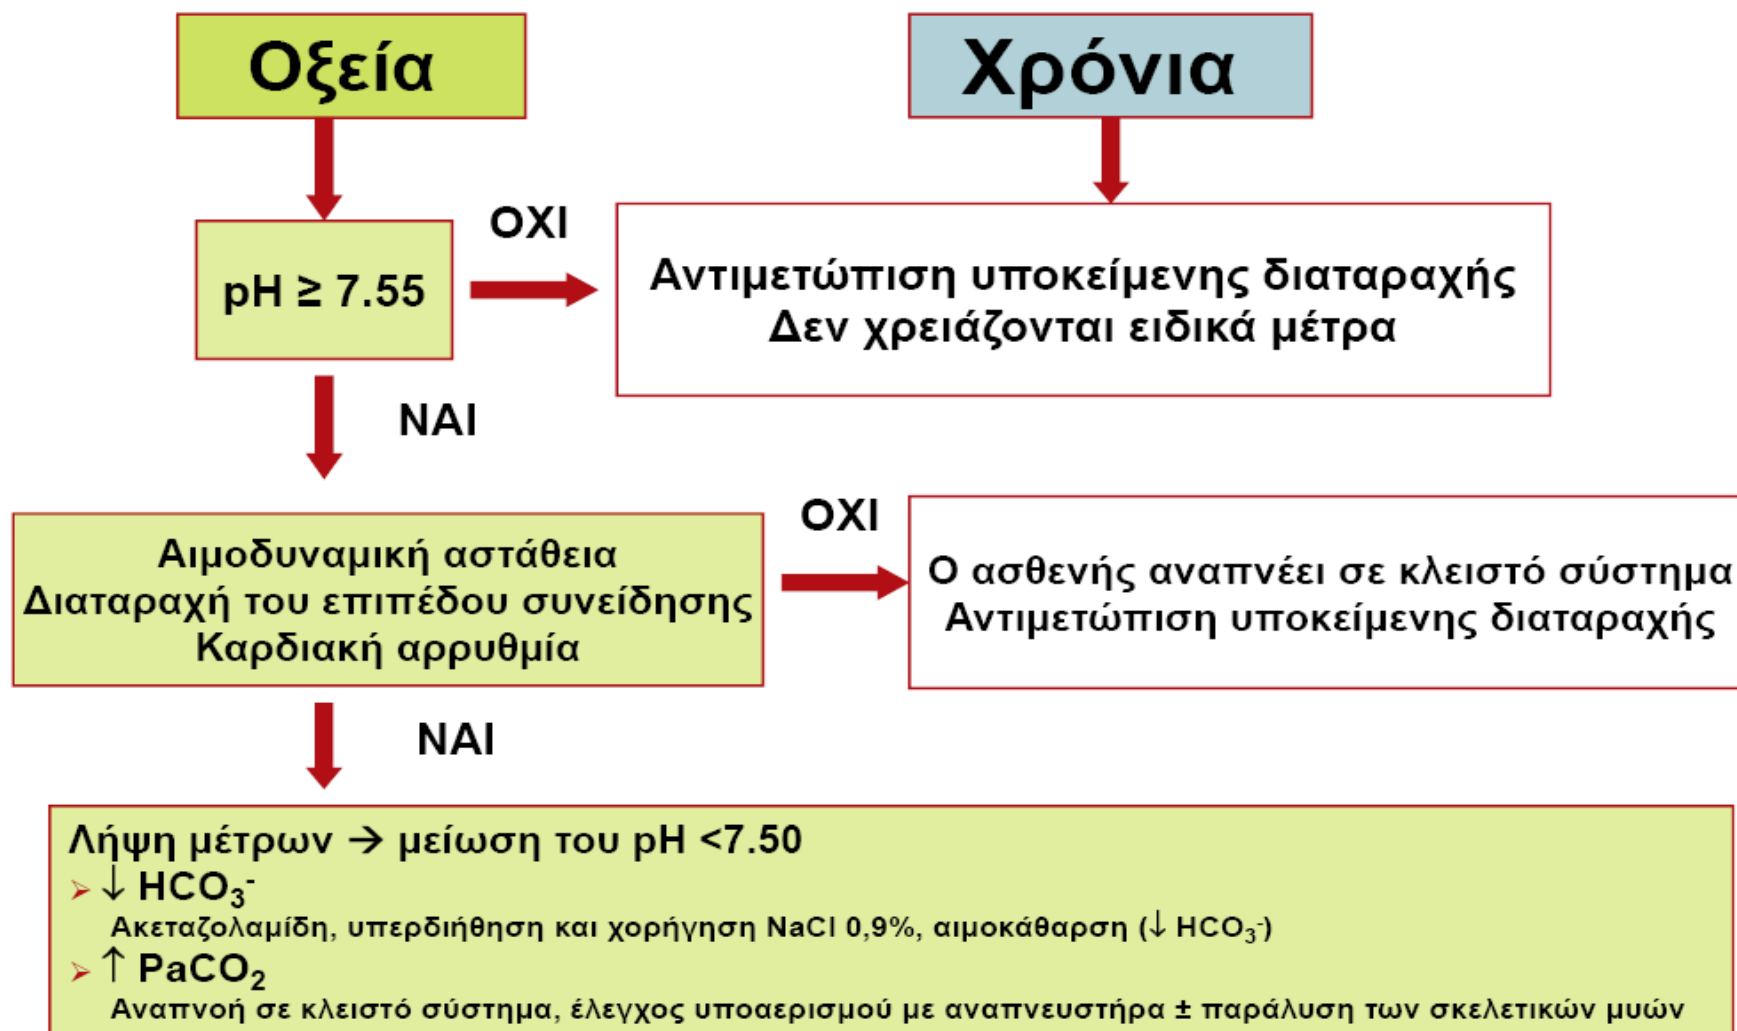 Οξεία
Χρόνια
pH ≥ 7.55
ΟΧΙ
Αντιμετώπιση υποκείμενης διαταραχής
Δεν χρειάζονται ειδικά μέτρα
ΝΑΙ
Αιμοδυναμική αστάθεια
Διαταραχή του επιπέδου συνείδησης
Καρδιακή αρρυθμία
ΟΧΙ
Ο ασθενής αναπνέει σε κλειστό σύστημα
Αντιμετώπιση υποκείμενης διαταραχής
ΝΑΙ
Λήψη μέτρων → μείωση του pH <7.50
➢ ↓ HCO₃⁻
Ακεταζολαμίδη, υπερδιήθηση και χορήγηση NaCl 0,9%, αιμοκάθαρση (↓ HCO₃⁻)
➢ ↑ PaCO₂
Αναπνοή σε κλειστό σύστημα, έλεγχος υποαερισμού με αναπνευστήρα ± παράλυση των σκελετικών μυών